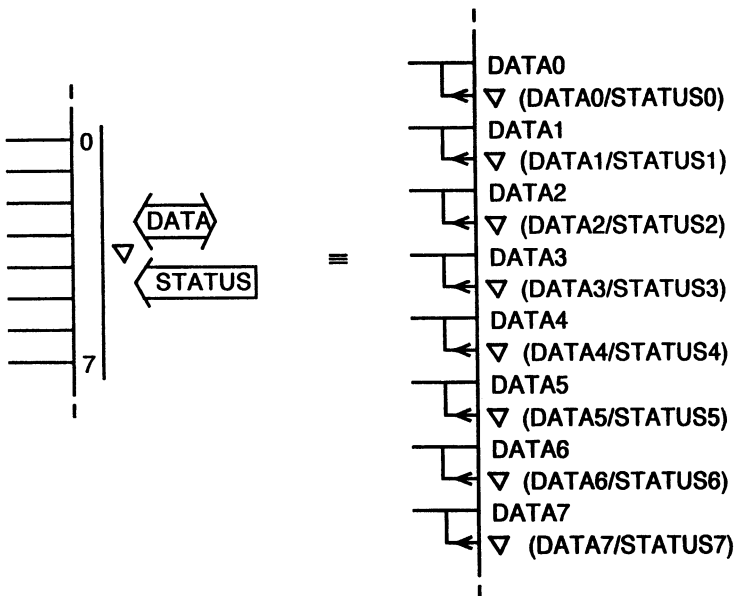 0
▽
DATA
STATUS
7
≡
DATA0
▽ (DATA0/STATUS0)
DATA1
▽ (DATA1/STATUS1)
DATA2
▽ (DATA2/STATUS2)
DATA3
▽ (DATA3/STATUS3)
DATA4
▽ (DATA4/STATUS4)
DATA5
▽ (DATA5/STATUS5)
DATA6
▽ (DATA6/STATUS6)
DATA7
▽ (DATA7/STATUS7)